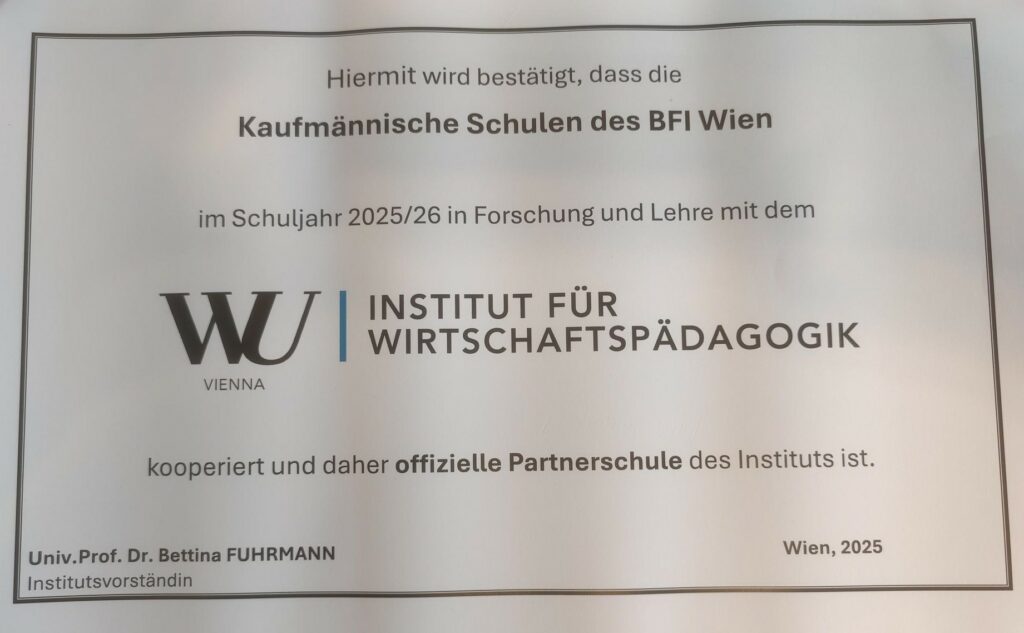 Hiermit wird bestätigt, dass die
Kaufmännische Schulen des BFI Wien
im Schuljahr 2025/26 in Forschung und Lehre mit dem
WU
VIENNA
INSTITUT FÜR
WIRTSCHAFTSPÄDAGOGIK
kooperiert und daher offizielle Partnerschule des Instituts ist.
Univ.Prof. Dr. Bettina FUHRMANN
Institutsvorständin
Wien, 2025